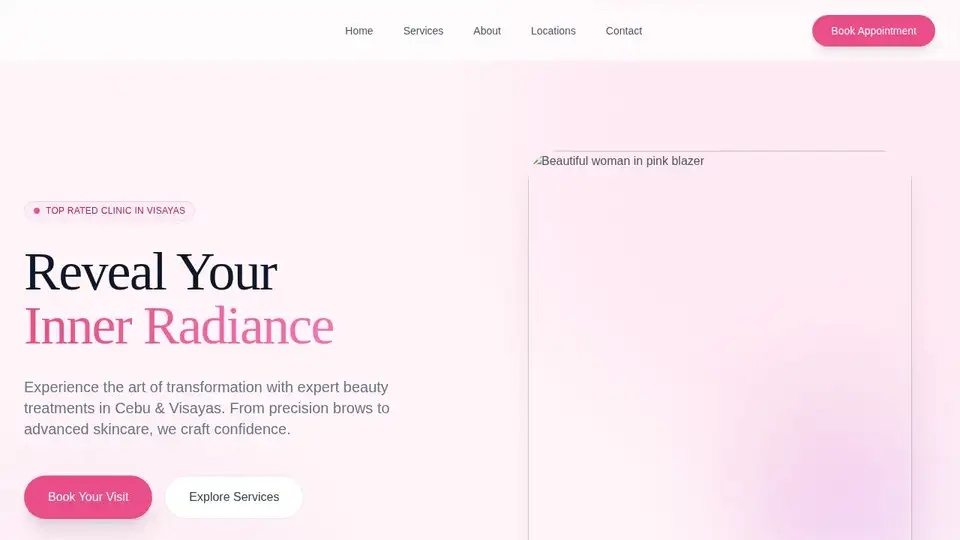 Home
Services
About
Locations
Contact
Book Appointment
Beautiful woman in pink blazer
TOP RATED CLINIC IN VISAYAS
Reveal Your
Inner Radiance
Experience the art of transformation with expert beauty
treatments in Cebu & Visayas. From precision brows to
advanced skincare, we craft confidence.
Book Your Visit
Explore Services